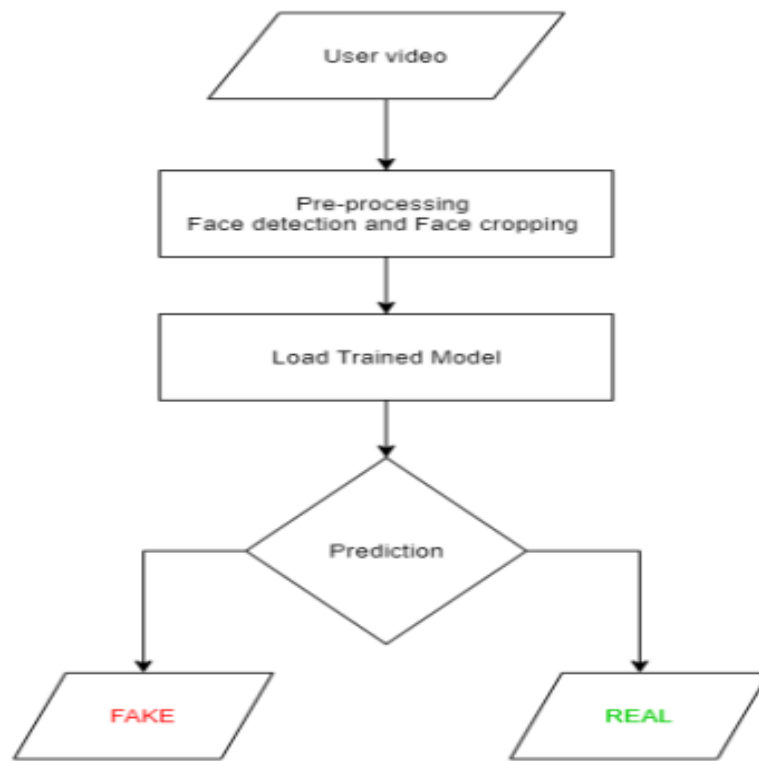 User video
Pre-processing
Face detection and Face cropping
Load Trained Model
Prediction
FAKE
REAL